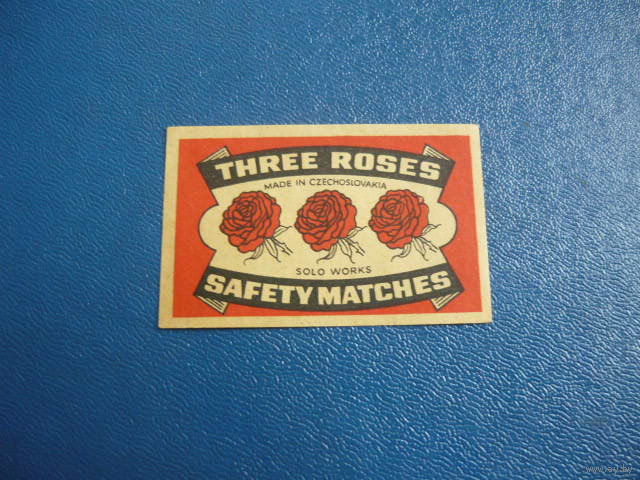 THREE ROSES
MADE IN CZECHOSLOVAKIA
SOLO WORKS
SAFETY MATCHES